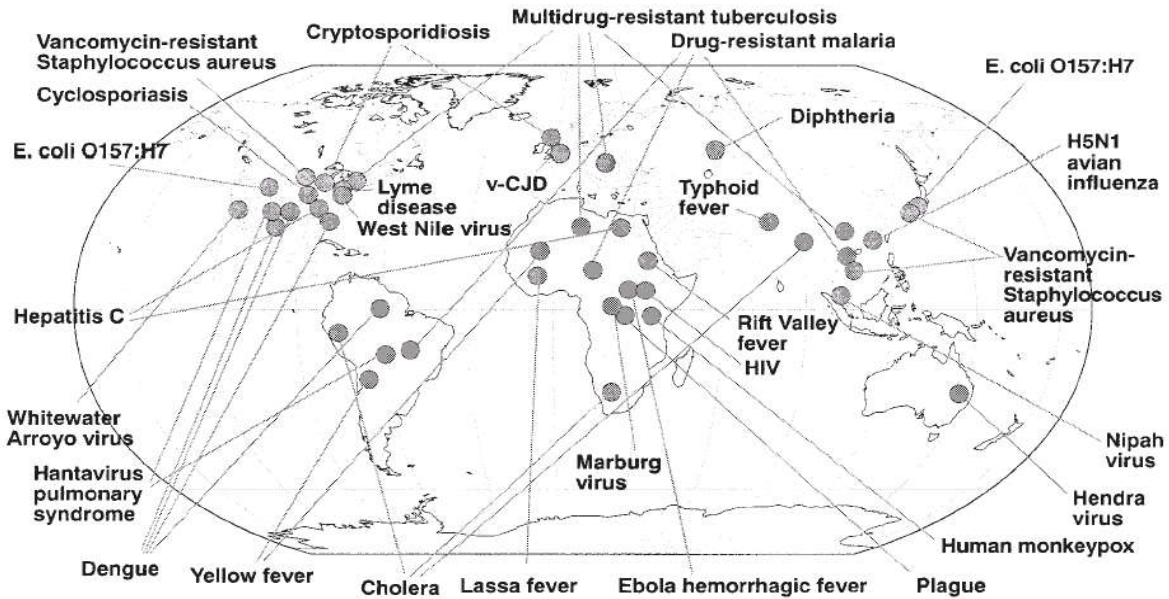 Multidrug-resistant tuberculosis
Cryptosporidiosis
Drug-resistant malaria
Vancomycin-resistant
Staphylococcus aureus
Cyclosporiasis
E. coli O157:H7
E. coli O157:H7
Diphtheria
H5N1
avian
influenza
v-CJD
Typhoid
fever
Lyme
disease
West Nile virus
Vancomycin-
resistant
Staphylococcus
aureus
Hepatitis C
Rift Valley
fever
HIV
Whitewater
Arroyo virus
Hantavirus
pulmonary
syndrome
Marburg
virus
Nipah
virus
Hendra
virus
Human monkeypox
Dengue
Yellow fever
Cholera
Lassa fever
Ebola hemorrhagic fever
Plague